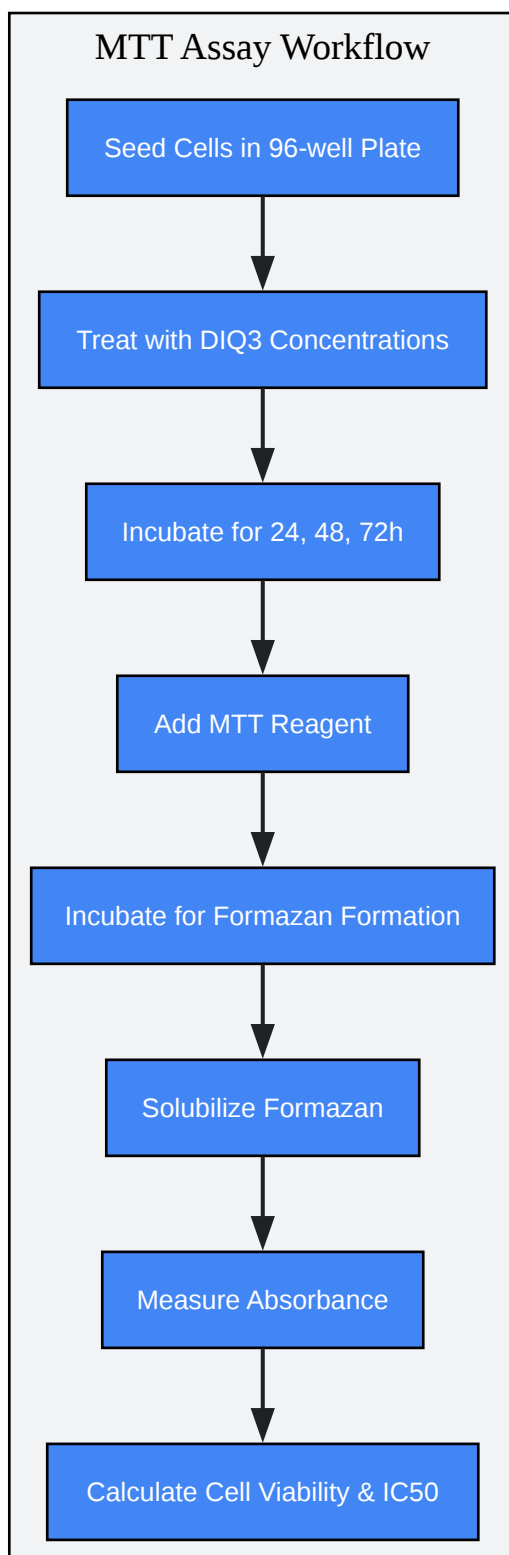 MTT Assay Workflow
Seed Cells in 96-well Plate
Treat with DIQ3 Concentrations
Incubate for 24, 48, 72h
Add MTT Reagent
Incubate for Formazan Formation
Solubilize Formazan
Measure Absorbance
Calculate Cell Viability & IC50